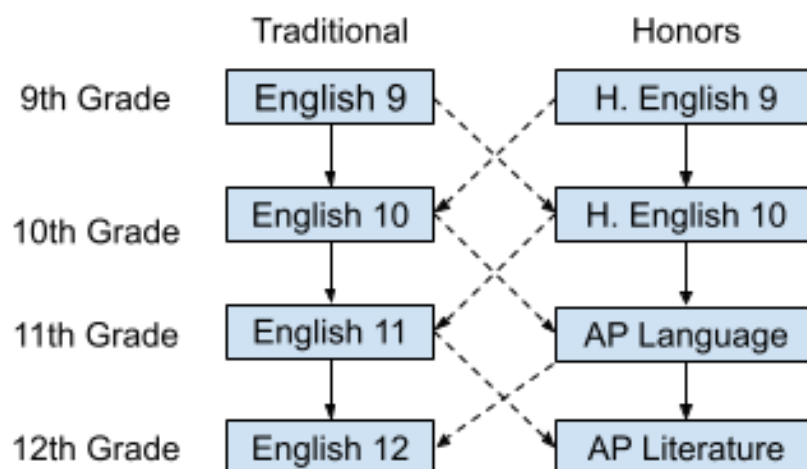 Traditional Honors
9th Grade English 9 H. English 9
10th Grade English 10 H. English 10
11th Grade English 11 AP Language
12th Grade English 12 AP Literature